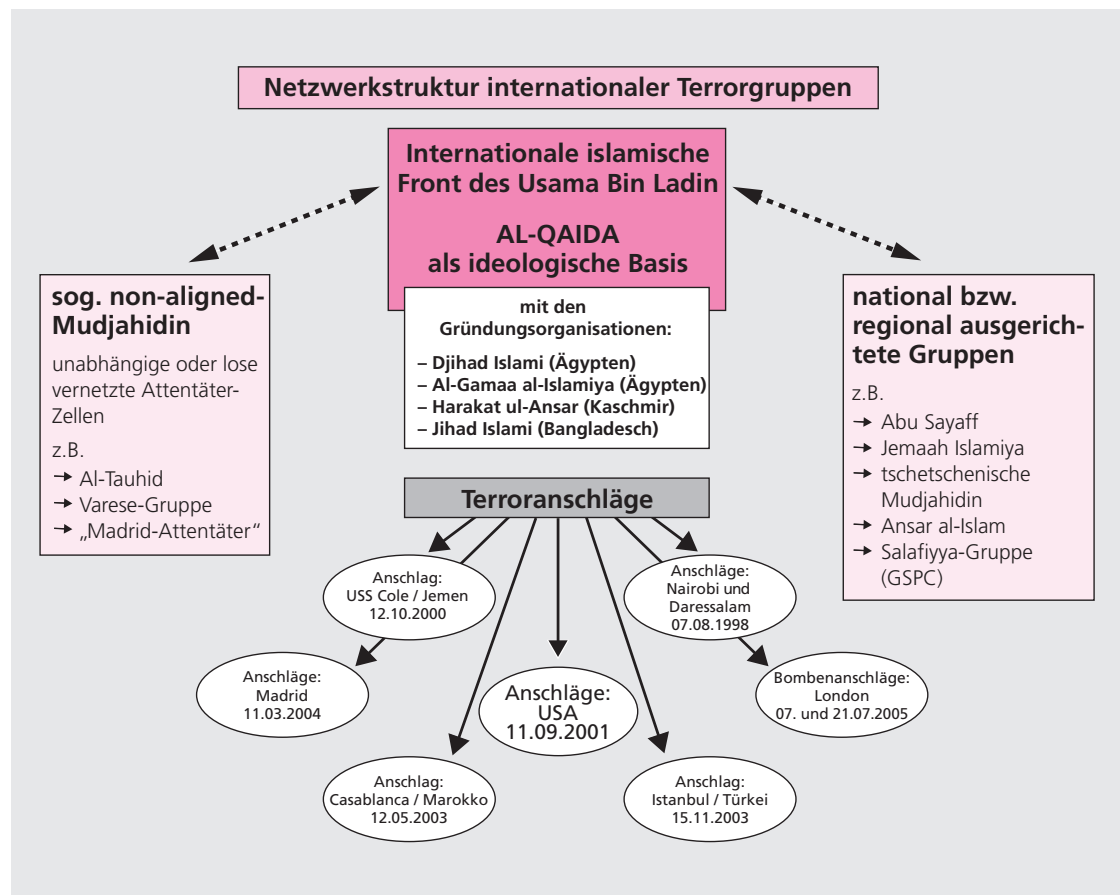 Netzwerkstruktur internationaler Terrorgruppen
Internationale islamische
Front des Usama Bin Ladin
AL-QAIDA
als ideologische Basis
mit den
Gründungsorganisationen:
– Djihad Islami (Ägypten)
– Al-Gamaa al-Islamiya (Ägypten)
– Harakat ul-Ansar (Kaschmir)
– Jihad Islami (Bangladesch)
sog. non-aligned-
Mudjahidin
unabhängige oder lose
vernetzte Attentäter-
Zellen
z.B.
➝ Al-Tauhid
➝ Varese-Gruppe
➝ „Madrid-Attentäter“
national bzw.
regional ausgerich-
tete Gruppen
z.B.
➝ Abu Sayaff
➝ Jemaah Islamiya
➝ tschetschenische
Mudjahidin
➝ Ansar al-Islam
➝ Salafiyya-Gruppe
(GSPC)
Terroranschläge
Anschlag:
USS Cole / Jemen
12.10.2000
Anschläge:
Nairobi und
Daressalam
07.08.1998
Anschläge:
Madrid
11.03.2004
Anschläge:
USA
11.09.2001
Bombenanschläge:
London
07. und 21.07.2005
Anschlag:
Casablanca / Marokko
12.05.2003
Anschlag:
Istanbul / Türkei
15.11.2003